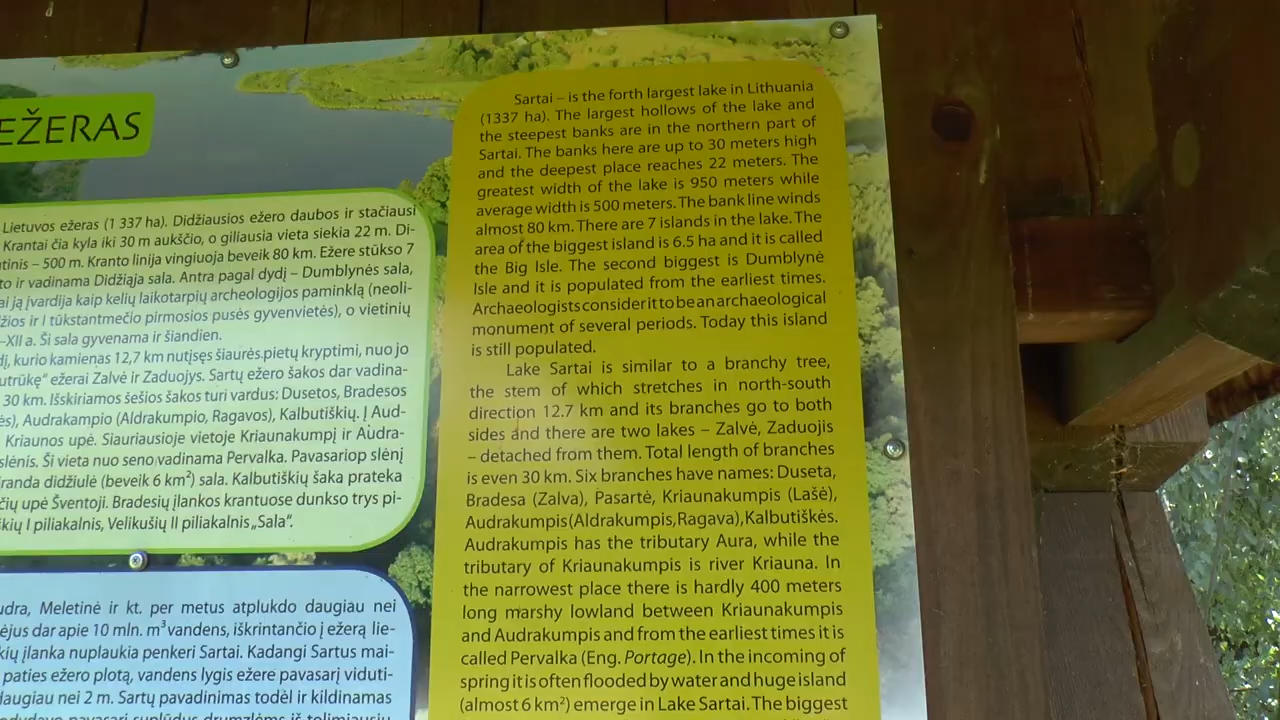 EŽERAS
Lietuvos ežeras (1 337 ha). Didžiausios ežero daubos ir stačiausi
Krantai čia kyla iki 30 m aukščio, o giliausia vieta siekia 22 m. Di-
utinis – 500 m. Kranto linija vingiuoja beveik 80 km. Ežere stūkso 7
to ir vadinama Didžiąja sala. Antra pagal dydį – Dumblynės sala,
ai ją įvardija kaip kelių laikotarpių archeologijos paminklą (neoli-
žios ir I tūkstantmečio pirmosios pusės gyvenvietės), o vietinių
–XII a. Ši sala gyvenama ir šiandien.
dį, kurio kamienas 12,7 km nutįsęs šiaurės.pietų kryptimi, nuo jo
utrūkę“ ežerai Zalvė ir Zaduojys. Sartų ežero šakos dar vadina-
30 km. Išskiriamos šešios šakos turi vardus: Dusetos, Bradesos
ės), Audrakampio (Aldrakumpio, Ragavos), Kalbutiškių. Į Aud-
Kriaunos upė. Siauriausioje vietoje Kriaunakumpį ir Audra-
slėnis. Ši vieta nuo seno vadinama Pervalka. Pavasariop slėnį
iranda didžiulė (beveik 6 km²) sala. Kalbutiškių šaka prateka
čių upė Šventoji. Bradesių įlankos krantuose dunkso trys pi-
kių I piliakalnis, Velikušių II piliakalnis „Sala“.
udra, Meletinė ir kt. per metus atplukdo daugiau nei
ėjus dar apie 10 mln. m³ vandens, iškrintančio į ežerą lie-
kių įlanka nuplaukia penkeri Sartai. Kadangi Sartus mai-
paties ežero plotą, vandens lygis ežere pavasarį viduti-
daugiau nei 2 m. Sartų pavadinimas todėl ir kildinamas
Sartai – is the forth largest lake in Lithuania
(1337 ha). The largest hollows of the lake and
the steepest banks are in the northern part of
Sartai. The banks here are up to 30 meters high
and the deepest place reaches 22 meters. The
greatest width of the lake is 950 meters while
average width is 500 meters. The bank line winds
almost 80 km. There are 7 islands in the lake. The
area of the biggest island is 6.5 ha and it is called
the Big Isle. The second biggest is Dumblynė
Isle and it is populated from the earliest times.
Archaeologists consider it to be an archaeological
monument of several periods. Today this island
is still populated.
Lake Sartai is similar to a branchy tree,
the stem of which stretches in north-south
direction 12.7 km and its branches go to both
sides and there are two lakes – Zalvė, Zaduojis
– detached from them. Total length of branches
is even 30 km. Six branches have names: Duseta,
Bradesa (Zalva), Pasartė, Kriaunakumpis (Lašė),
Audrakumpis (Aldrakumpis, Ragava), Kalbutiškės.
Audrakumpis has the tributary Aura, while the
tributary of Kriaunakumpis is river Kriauna. In
the narrowest place there is hardly 400 meters
long marshy lowland between Kriaunakumpis
and Audrakumpis and from the earliest times it is
called Pervalka (Eng. Portage). In the incoming of
spring it is often flooded by water and huge island
(almost 6 km²) emerge in Lake Sartai. The biggest